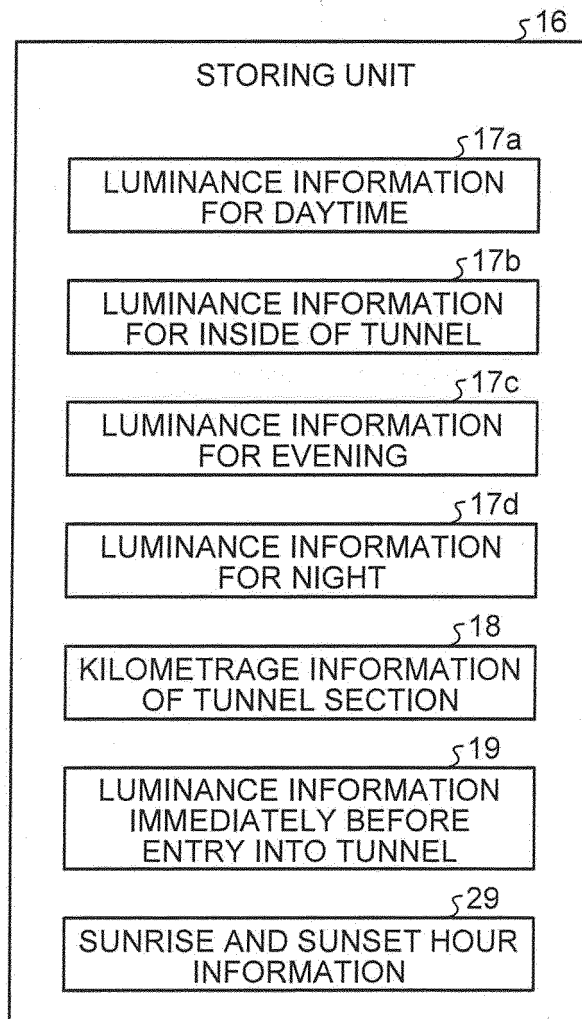 16
STORING UNIT
17a
LUMINANCE INFORMATION
FOR DAYTIME
17b
LUMINANCE INFORMATION
FOR INSIDE OF TUNNEL
17c
LUMINANCE INFORMATION
FOR EVENING
17d
LUMINANCE INFORMATION
FOR NIGHT
18
KILOMETRAGE INFORMATION
OF TUNNEL SECTION
19
LUMINANCE INFORMATION
IMMEDIATELY BEFORE
ENTRY INTO TUNNEL
29
SUNRISE AND SUNSET HOUR
INFORMATION